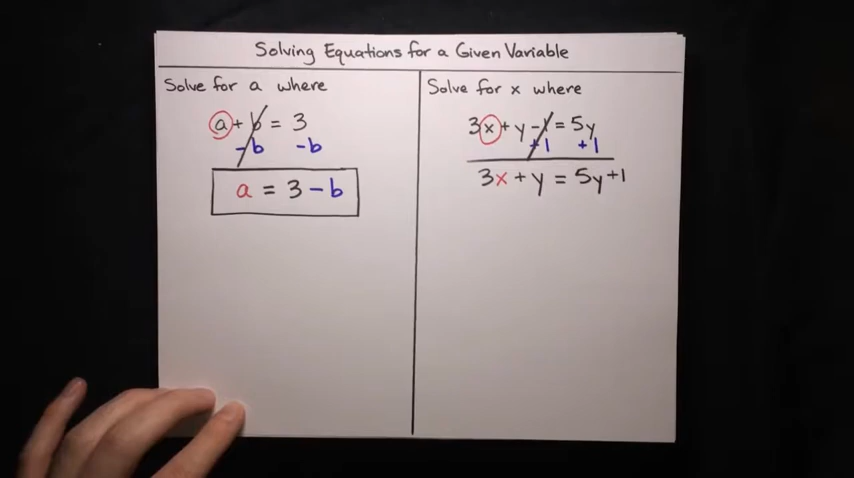 Solving Equations for a Given Variable
Solve for a where
a + b = 3
-b -b
a = 3 - b
Solve for x where
3x + y - 1 = 5y
+1 +1
3x + y = 5y + 1